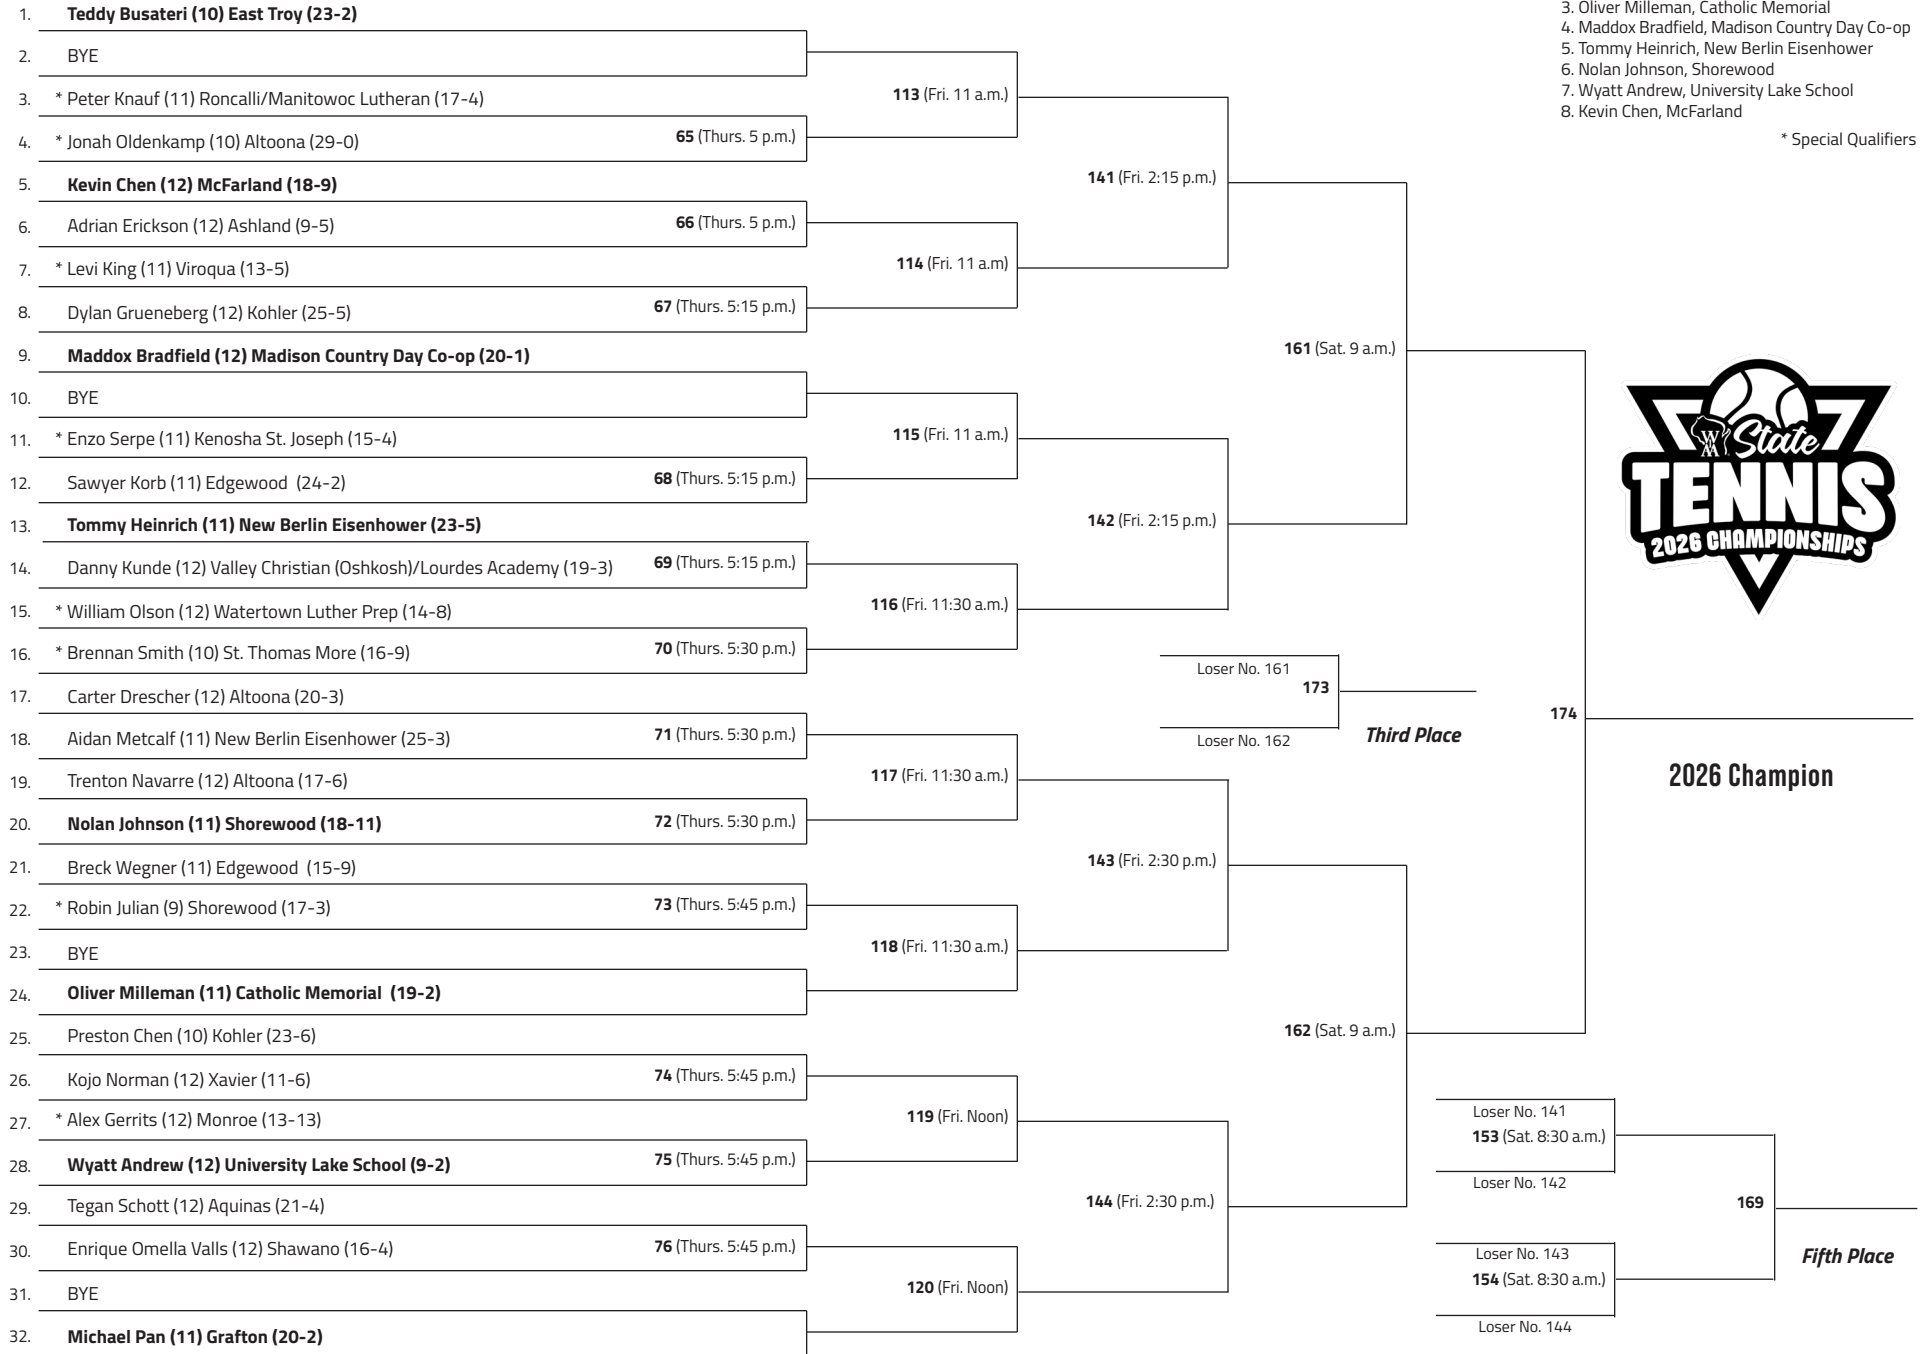 1. Teddy Busateri (10) East Troy (23-2)
2. BYE
3. * Peter Knauf (11) Roncalli/Manitowoc Lutheran (17-4)
4. * Jonah Oldenkamp (10) Altoona (29-0)
5. Kevin Chen (12) McFarland (18-9)
6. Adrian Erickson (12) Ashland (9-5)
7. * Levi King (11) Viroqua (13-5)
8. Dylan Grueneberg (12) Kohler (25-5)
9. Maddox Bradfield (12) Madison Country Day Co-op (20-1)
10. BYE
11. * Enzo Serpe (11) Kenosha St. Joseph (15-4)
12. Sawyer Korb (11) Edgewood (24-2)
13. Tommy Heinrich (11) New Berlin Eisenhower (23-5)
14. Danny Kunde (12) Valley Christian (Oshkosh)/Lourdes Academy (19-3)
15. * William Olson (12) Watertown Luther Prep (14-8)
16. * Brennan Smith (10) St. Thomas More (16-9)
17. Carter Drescher (12) Altoona (20-3)
18. Aidan Metcalf (11) New Berlin Eisenhower (25-3)
19. Trenton Navarre (12) Altoona (17-6)
20. Nolan Johnson (11) Shorewood (18-11)
21. Breck Wegner (11) Edgewood (15-9)
22. * Robin Julian (9) Shorewood (17-3)
23. BYE
24. Oliver Milleman (11) Catholic Memorial (19-2)
25. Preston Chen (10) Kohler (23-6)
26. Kojo Norman (12) Xavier (11-6)
27. * Alex Gerrits (12) Monroe (13-13)
28. Wyatt Andrew (12) University Lake School (9-2)
29. Tegan Schott (12) Aquinas (21-4)
30. Enrique Omella Valls (12) Shawano (16-4)
31. BYE
32. Michael Pan (11) Grafton (20-2)
65 (Thurs. 5 p.m.)
66 (Thurs. 5 p.m.)
67 (Thurs. 5:15 p.m.)
68 (Thurs. 5:15 p.m.)
69 (Thurs. 5:15 p.m.)
70 (Thurs. 5:30 p.m.)
71 (Thurs. 5:30 p.m.)
72 (Thurs. 5:30 p.m.)
73 (Thurs. 5:45 p.m.)
74 (Thurs. 5:45 p.m.)
75 (Thurs. 5:45 p.m.)
76 (Thurs. 5:45 p.m.)
113 (Fri. 11 a.m.)
114 (Fri. 11 a.m)
115 (Fri. 11 a.m.)
116 (Fri. 11:30 a.m.)
117 (Fri. 11:30 a.m.)
118 (Fri. 11:30 a.m.)
119 (Fri. Noon)
120 (Fri. Noon)
141 (Fri. 2:15 p.m.)
142 (Fri. 2:15 p.m.)
143 (Fri. 2:30 p.m.)
144 (Fri. 2:30 p.m.)
161 (Sat. 9 a.m.)
162 (Sat. 9 a.m.)
Loser No. 161
173
Loser No. 162
Third Place
174
2026 Champion
3. Oliver Milleman, Catholic Memorial
4. Maddox Bradfield, Madison Country Day Co-op
5. Tommy Heinrich, New Berlin Eisenhower
6. Nolan Johnson, Shorewood
7. Wyatt Andrew, University Lake School
8. Kevin Chen, McFarland
* Special Qualifiers
WIAA State
TENNIS
2026 CHAMPIONSHIPS
Loser No. 141
153 (Sat. 8:30 a.m.)
Loser No. 142
169
Loser No. 143
154 (Sat. 8:30 a.m.)
Loser No. 144
Fifth Place